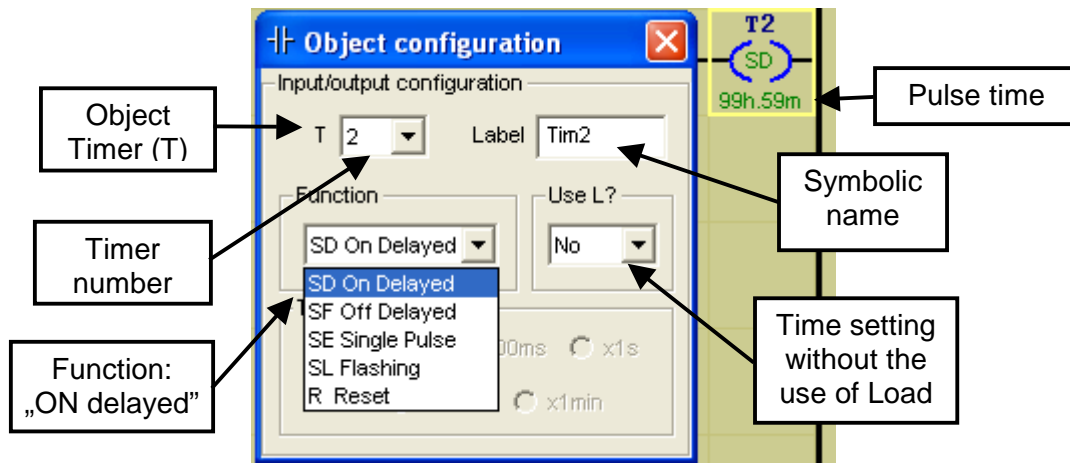 Object configuration
T2
SD
99h.59m
Pulse time
Input/output configuration
Object
Timer (T)
T 2 Label Tim2
Symbolic
name
Function
Use L?
Timer
number
SD On Delayed
No
SD On Delayed
SF Off Delayed
SE Single Pulse
SL Flashing
R Reset
T
00ms
x1s
x1min
Time setting
without the
use of Load
Function:
„ON delayed”